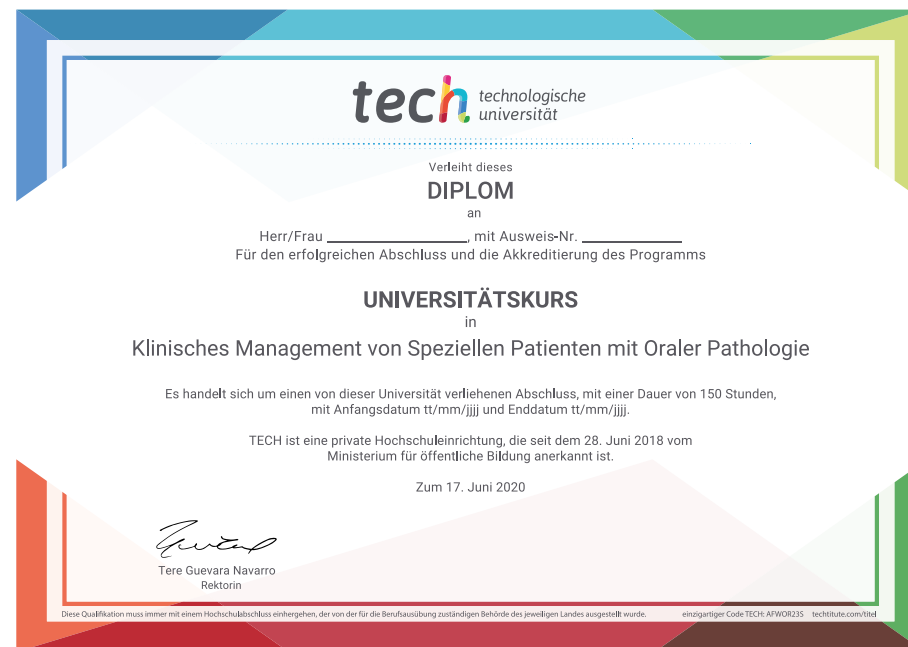 tech technologische
universität
Verleiht dieses
DIPLOM
an
Herr/Frau ____________, mit Ausweis-Nr. ____________
Für den erfolgreichen Abschluss und die Akkreditierung des Programms
UNIVERSITÄTSKURS
in
Klinisches Management von Speziellen Patienten mit Oraler Pathologie
Es handelt sich um einen von dieser Universität verliehenen Abschluss, mit einer Dauer von 150 Stunden,
mit Anfangsdatum tt/mm/jjjj und Enddatum tt/mm/jjjj.
TECH ist eine private Hochschuleinrichtung, die seit dem 28. Juni 2018 vom
Ministerium für öffentliche Bildung anerkannt ist.
Zum 17. Juni 2020
Tere Guevara Navarro
Rektorin
Diese Qualifikation muss immer mit einem Hochschulabschluss einhergehen, der von der für die Berufsausübung zuständigen Behörde des jeweiligen Landes ausgestellt wurde. einzigartiger Code TECH: AFWOR235 techtitute.com/titel